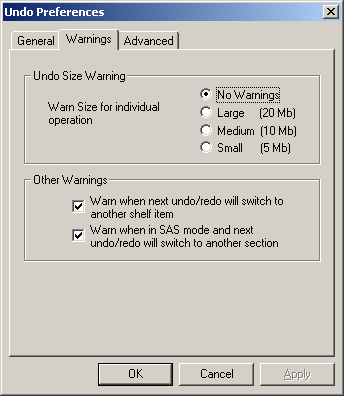 Undo Preferences
General Warnings Advanced
Undo Size Warning
Warn Size for individual
operation
No Warnings
Large (20 Mb)
Medium (10 Mb)
Small (5 Mb)
Other Warnings
Warn when next undo/redo will switch to
another shelf item
Warn when in SAS mode and next
undo/redo will switch to another section
OK Cancel Apply